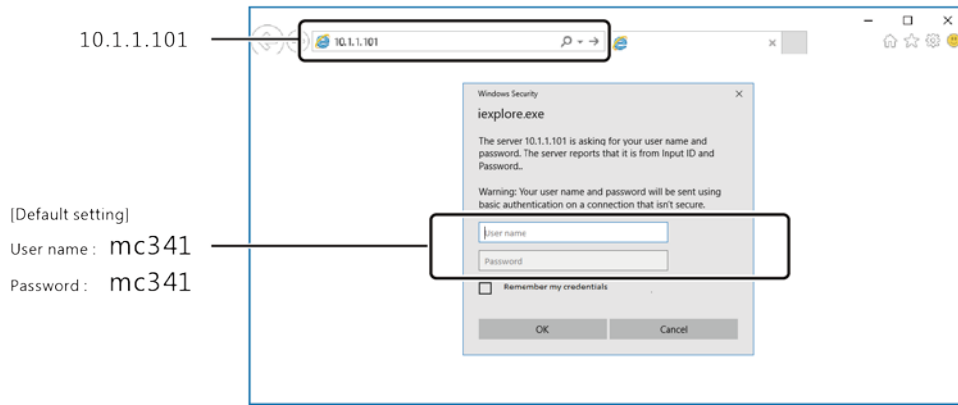 10.1.1.101
10.1.1.101
Windows Security
iexplore.exe
The server 10.1.1.101 is asking for your user name and
password. The server reports that it is from Input ID and
Password..
Warning: Your user name and password will be sent using
basic authentication on a connection that isn't secure.
[Default setting]
User name : mc341
Password : mc341
User name
Password
Remember my credentials
OK
Cancel